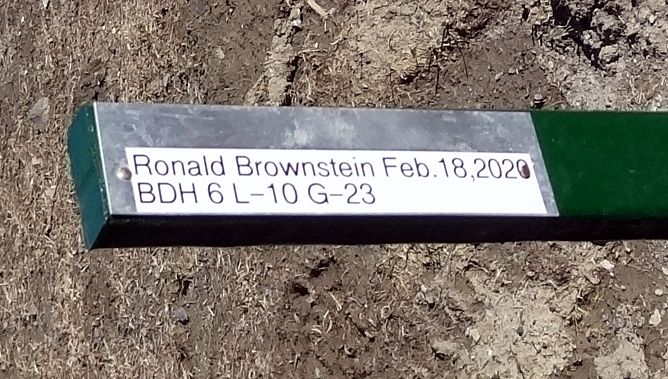 Ronald Brownstein Feb.18,2020
BDH 6 L-10 G-23